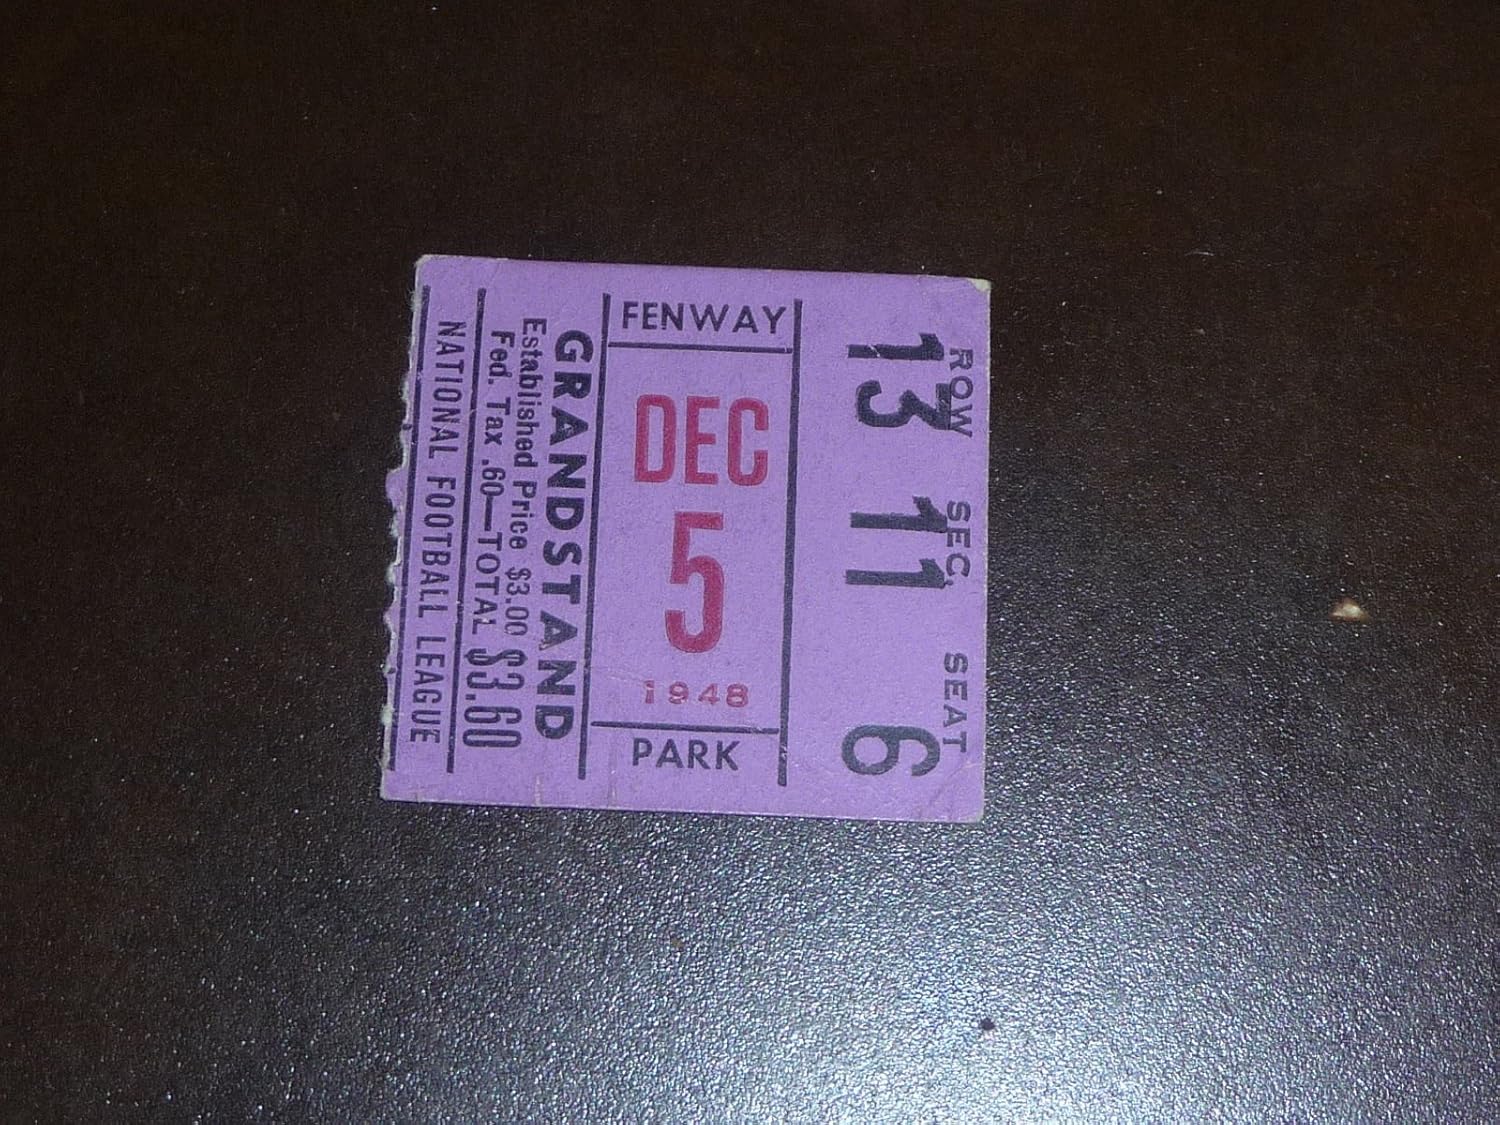 ROW SEC. SEAT
13 11 6
FENWAY
DEC
5
1948
PARK
GRANDSTAND
Established Price $3.00
Fed. Tax .60—TOTAL $3.60
NATIONAL FOOTBALL LEAGUE